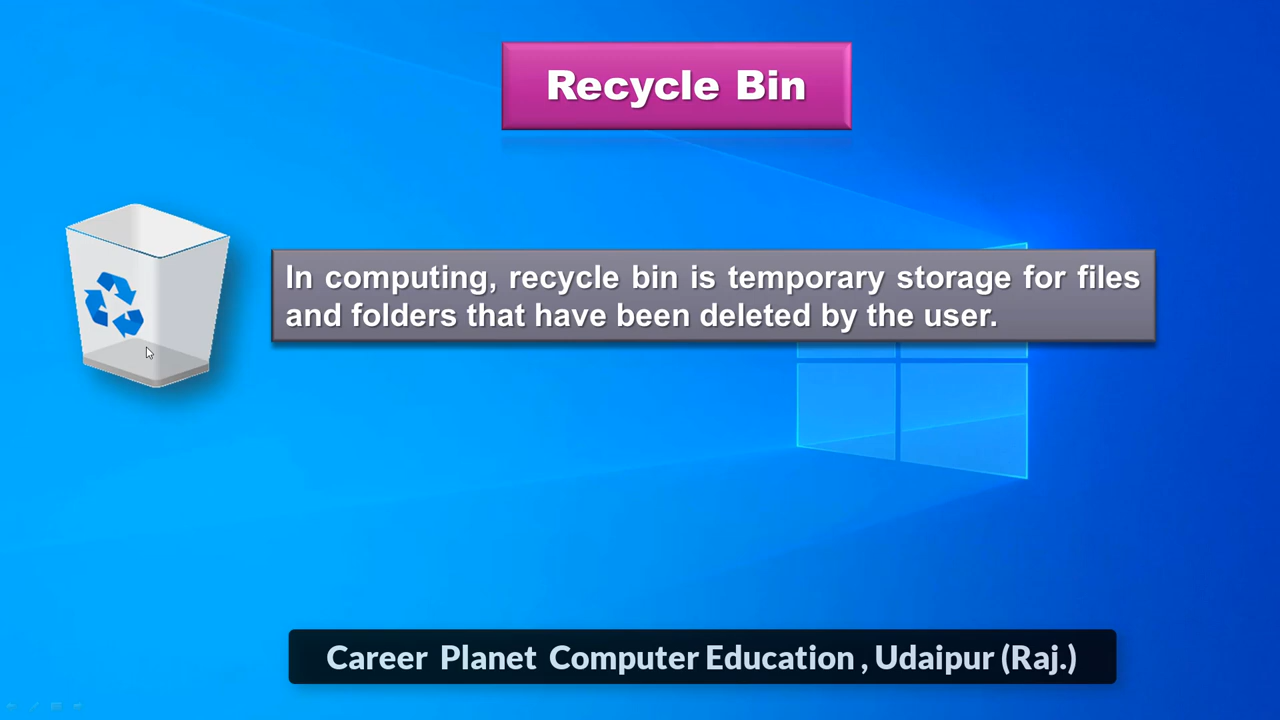 Recycle Bin
In computing, recycle bin is temporary storage for files
and folders that have been deleted by the user.
Career Planet Computer Education , Udaipur (Raj.)